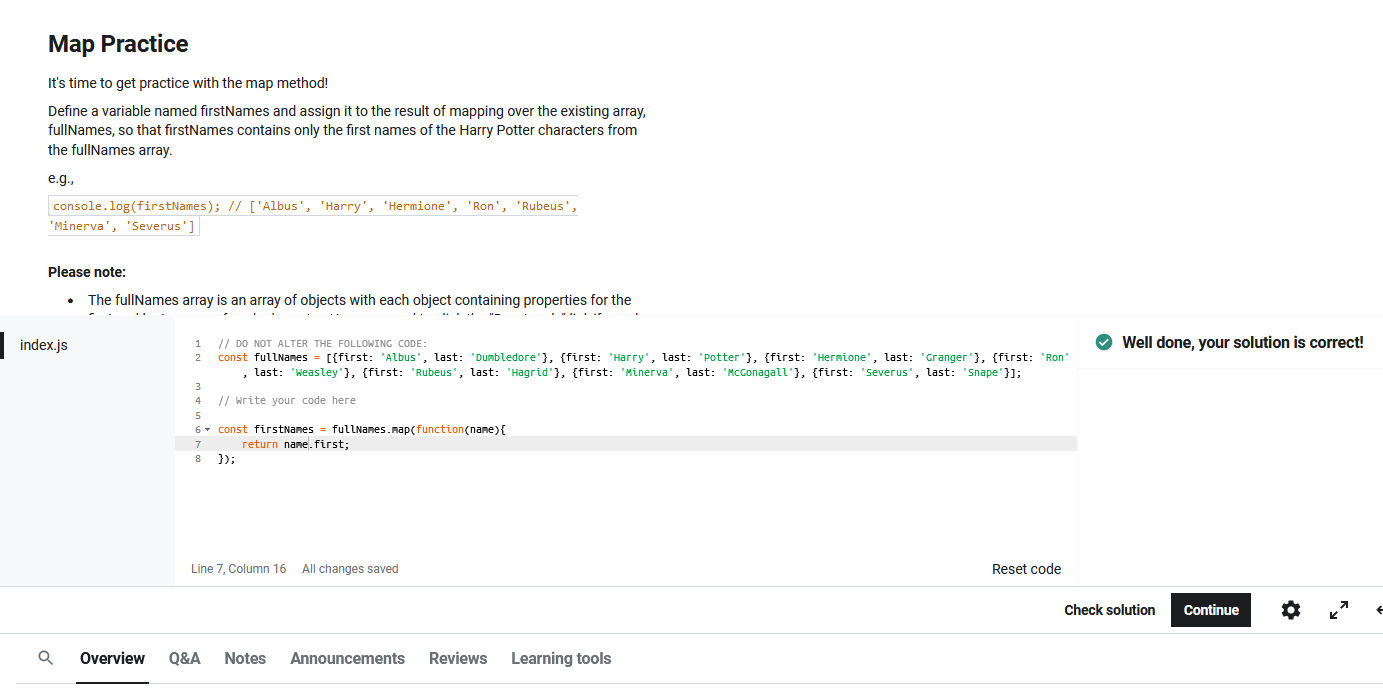 Map Practice
It's time to get practice with the map method!
Define a variable named firstNames and assign it to the result of mapping over the existing array,
fullNames, so that firstNames contains only the first names of the Harry Potter characters from
the fullNames array.
e.g.,
console.log(firstNames); // ['Albus', 'Harry', 'Hermione', 'Ron', 'Rubeus',
'Minerva', 'Severus']
Please note:
• The fullNames array is an array of objects with each object containing properties for the
index.js
1 // DO NOT ALTER THE FOLLOWING CODE:
2 const fullNames = [{first: 'Albus', last: 'Dumbledore'}, {first: 'Harry', last: 'Potter'}, {first: 'Hermione', last: 'Granger'}, {first: 'Ron'
, last: 'Weasley'}, {first: 'Rubeus', last: 'Hagrid'}, {first: 'Minerva', last: 'McGonagall'}, {first: 'Severus', last: 'Snape'}];
3
4 // Write your code here
5
6 const firstNames = fullNames.map(function(name){
7 return name.first;
8 });
Line 7, Column 16 All changes saved
Reset code
Well done, your solution is correct!
Check solution Continue
Overview Q&A Notes Announcements Reviews Learning tools